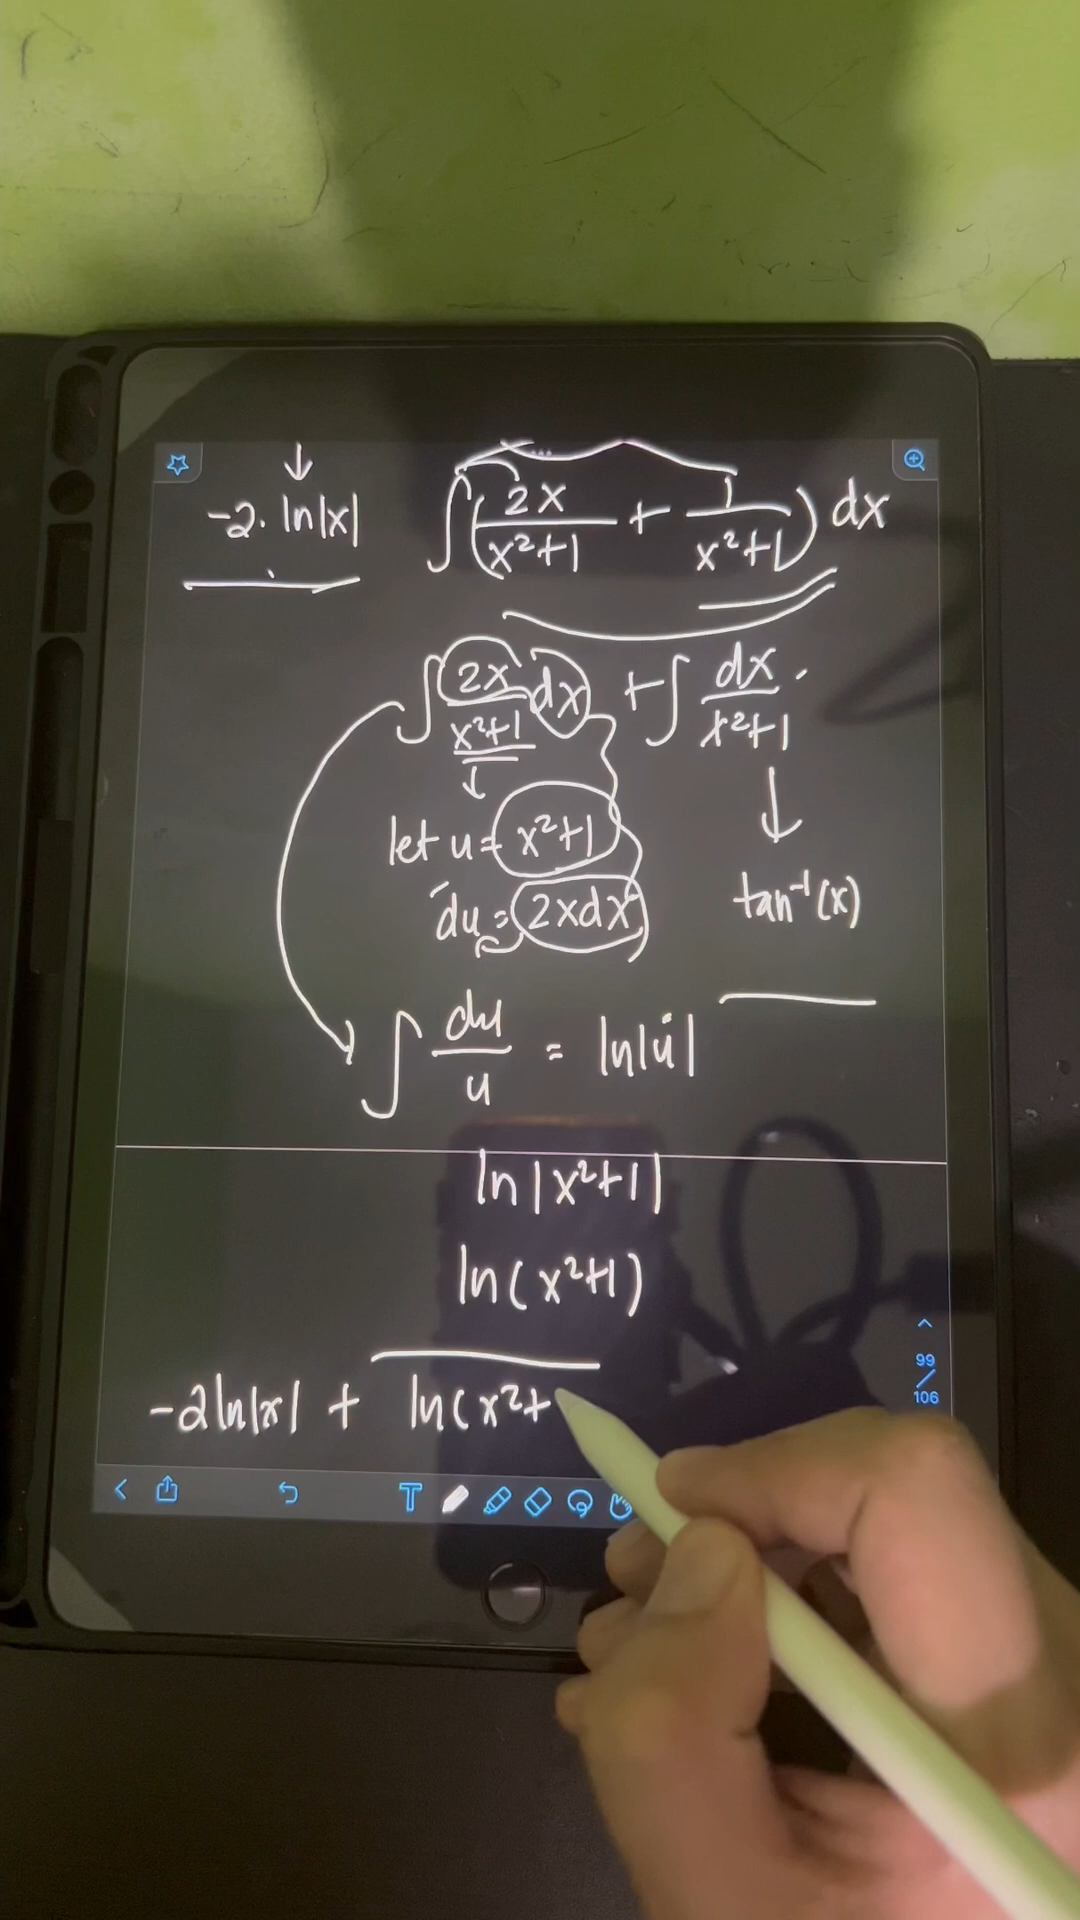 -2. ln|x| ∫(2x/(x²+1) + 1/(x²+1)) dx
∫ 2x/(x²+1) dx + ∫ dx/(x²+1)
let u = x²+1
du = 2xdx tan⁻¹(x)
∫ du/u = ln|u|
ln|x²+1|
ln(x²+1)
-2ln|x| + ln(x²+
99
/
106
T